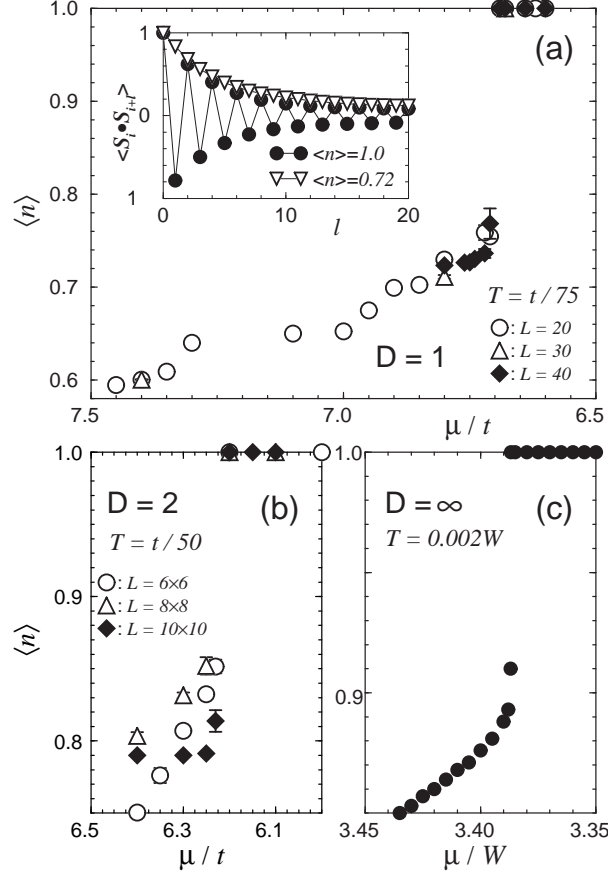 1.0
0.9
0.8
0.7
0.6
⟨n⟩
(a)
1
0
1
<S_i•S_{i+l}>
<n>=1.0
<n>=0.72
0
10
20
l
D = 1
T = t / 75
: L = 20
: L = 30
: L = 40
7.5
7.0
6.5
μ / t
1.0
0.9
0.8
⟨n⟩
D = 2
(b)
T = t / 50
: L = 6×6
: L = 8×8
: L = 10×10
6.5
6.3
6.1
μ / t
1.0
0.9
D = ∞
(c)
T = 0.002W
3.45
3.40
3.35
μ / W